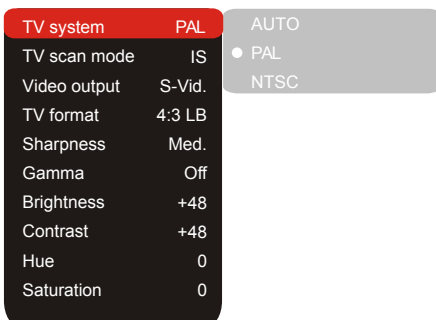 TV system PAL
TV scan mode IS
Video output S-Vid.
TV format 4:3 LB
Sharpness Med.
Gamma Off
Brightness +48
Contrast +48
Hue 0
Saturation 0
AUTO
PAL
NTSC